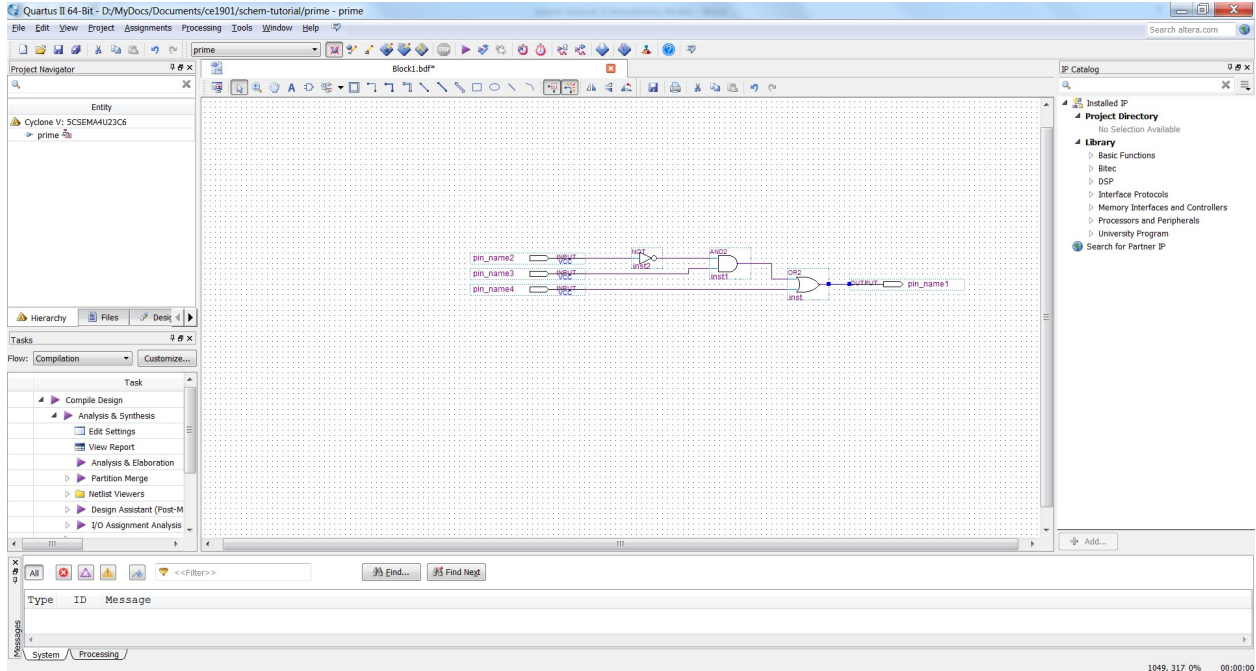 Quartus II 64-Bit - D:/MyDocs/Documents/ce1901/schem-tutorial/prime - prime
File Edit View Project Assignments Processing Tools Window Help
Search altera.com
prime
Project Navigator
Entity
Cyclone V: 5CSEMA4U23C6
prime
Hierarchy Files
Tasks
Flow: Compilation Customize...
Task
Compile Design
Analysis & Synthesis
Edit Settings
View Report
Analysis & Elaboration
Partition Merge
Netlist Viewers
Design Assistant (Post-M
I/O Assignment Analysis
Block1.bdf*
pin_name2 INPUT VCC
NOT
inst2
AND2
inst1
pin_name3 INPUT VCC
OR2
inst
pin_name4 INPUT VCC
OUTPUT pin_name1
IP Catalog
Installed IP
Project Directory
No Selection Available
Library
Basic Functions
Bitec
DSP
Interface Protocols
Memory Interfaces and Controllers
Processors and Peripherals
University Program
Search for Partner IP
Add...
All <<Filter>> Find... Find Next
Type ID Message
Messages
System Processing
1049, 317 0% 00:00:00